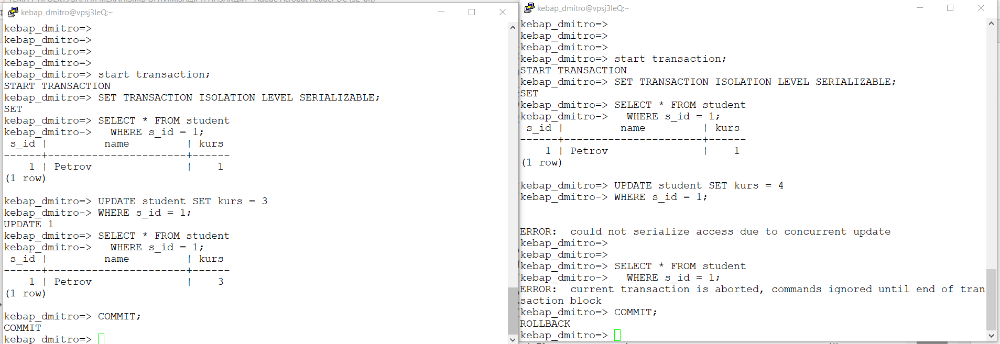 kebap_dmitro@vpsj3IeQ:~
kebap_dmitro=>
kebap_dmitro=>
kebap_dmitro=>
kebap_dmitro=>
kebap_dmitro=> start transaction;
START TRANSACTION
kebap_dmitro=> SET TRANSACTION ISOLATION LEVEL SERIALIZABLE;
SET
kebap_dmitro=> SELECT * FROM student
kebap_dmitro->   WHERE s_id = 1;
 s_id |         name         | kurs
------+----------------------+------
    1 | Petrov               |    1
(1 row)
kebap_dmitro=> UPDATE student SET kurs = 3
kebap_dmitro-> WHERE s_id = 1;
UPDATE 1
kebap_dmitro=> SELECT * FROM student
kebap_dmitro->   WHERE s_id = 1;
 s_id |         name         | kurs
------+----------------------+------
    1 | Petrov               |    3
(1 row)
kebap_dmitro=> COMMIT;
COMMIT
kebap_dmitro=>
kebap_dmitro@vpsj3IeQ:~
kebap_dmitro=>
kebap_dmitro=>
kebap_dmitro=>
kebap_dmitro=> start transaction;
START TRANSACTION
kebap_dmitro=> SET TRANSACTION ISOLATION LEVEL SERIALIZABLE;
SET
kebap_dmitro=> SELECT * FROM student
kebap_dmitro->   WHERE s_id = 1;
 s_id |         name         | kurs
------+----------------------+------
    1 | Petrov               |    1
(1 row)
kebap_dmitro=> UPDATE student SET kurs = 4
kebap_dmitro-> WHERE s_id = 1;
ERROR:  could not serialize access due to concurrent update
kebap_dmitro=>
kebap_dmitro=>
kebap_dmitro=> SELECT * FROM student
kebap_dmitro->   WHERE s_id = 1;
ERROR:  current transaction is aborted, commands ignored until end of tran
saction block
kebap_dmitro=> COMMIT;
ROLLBACK
kebap_dmitro=>